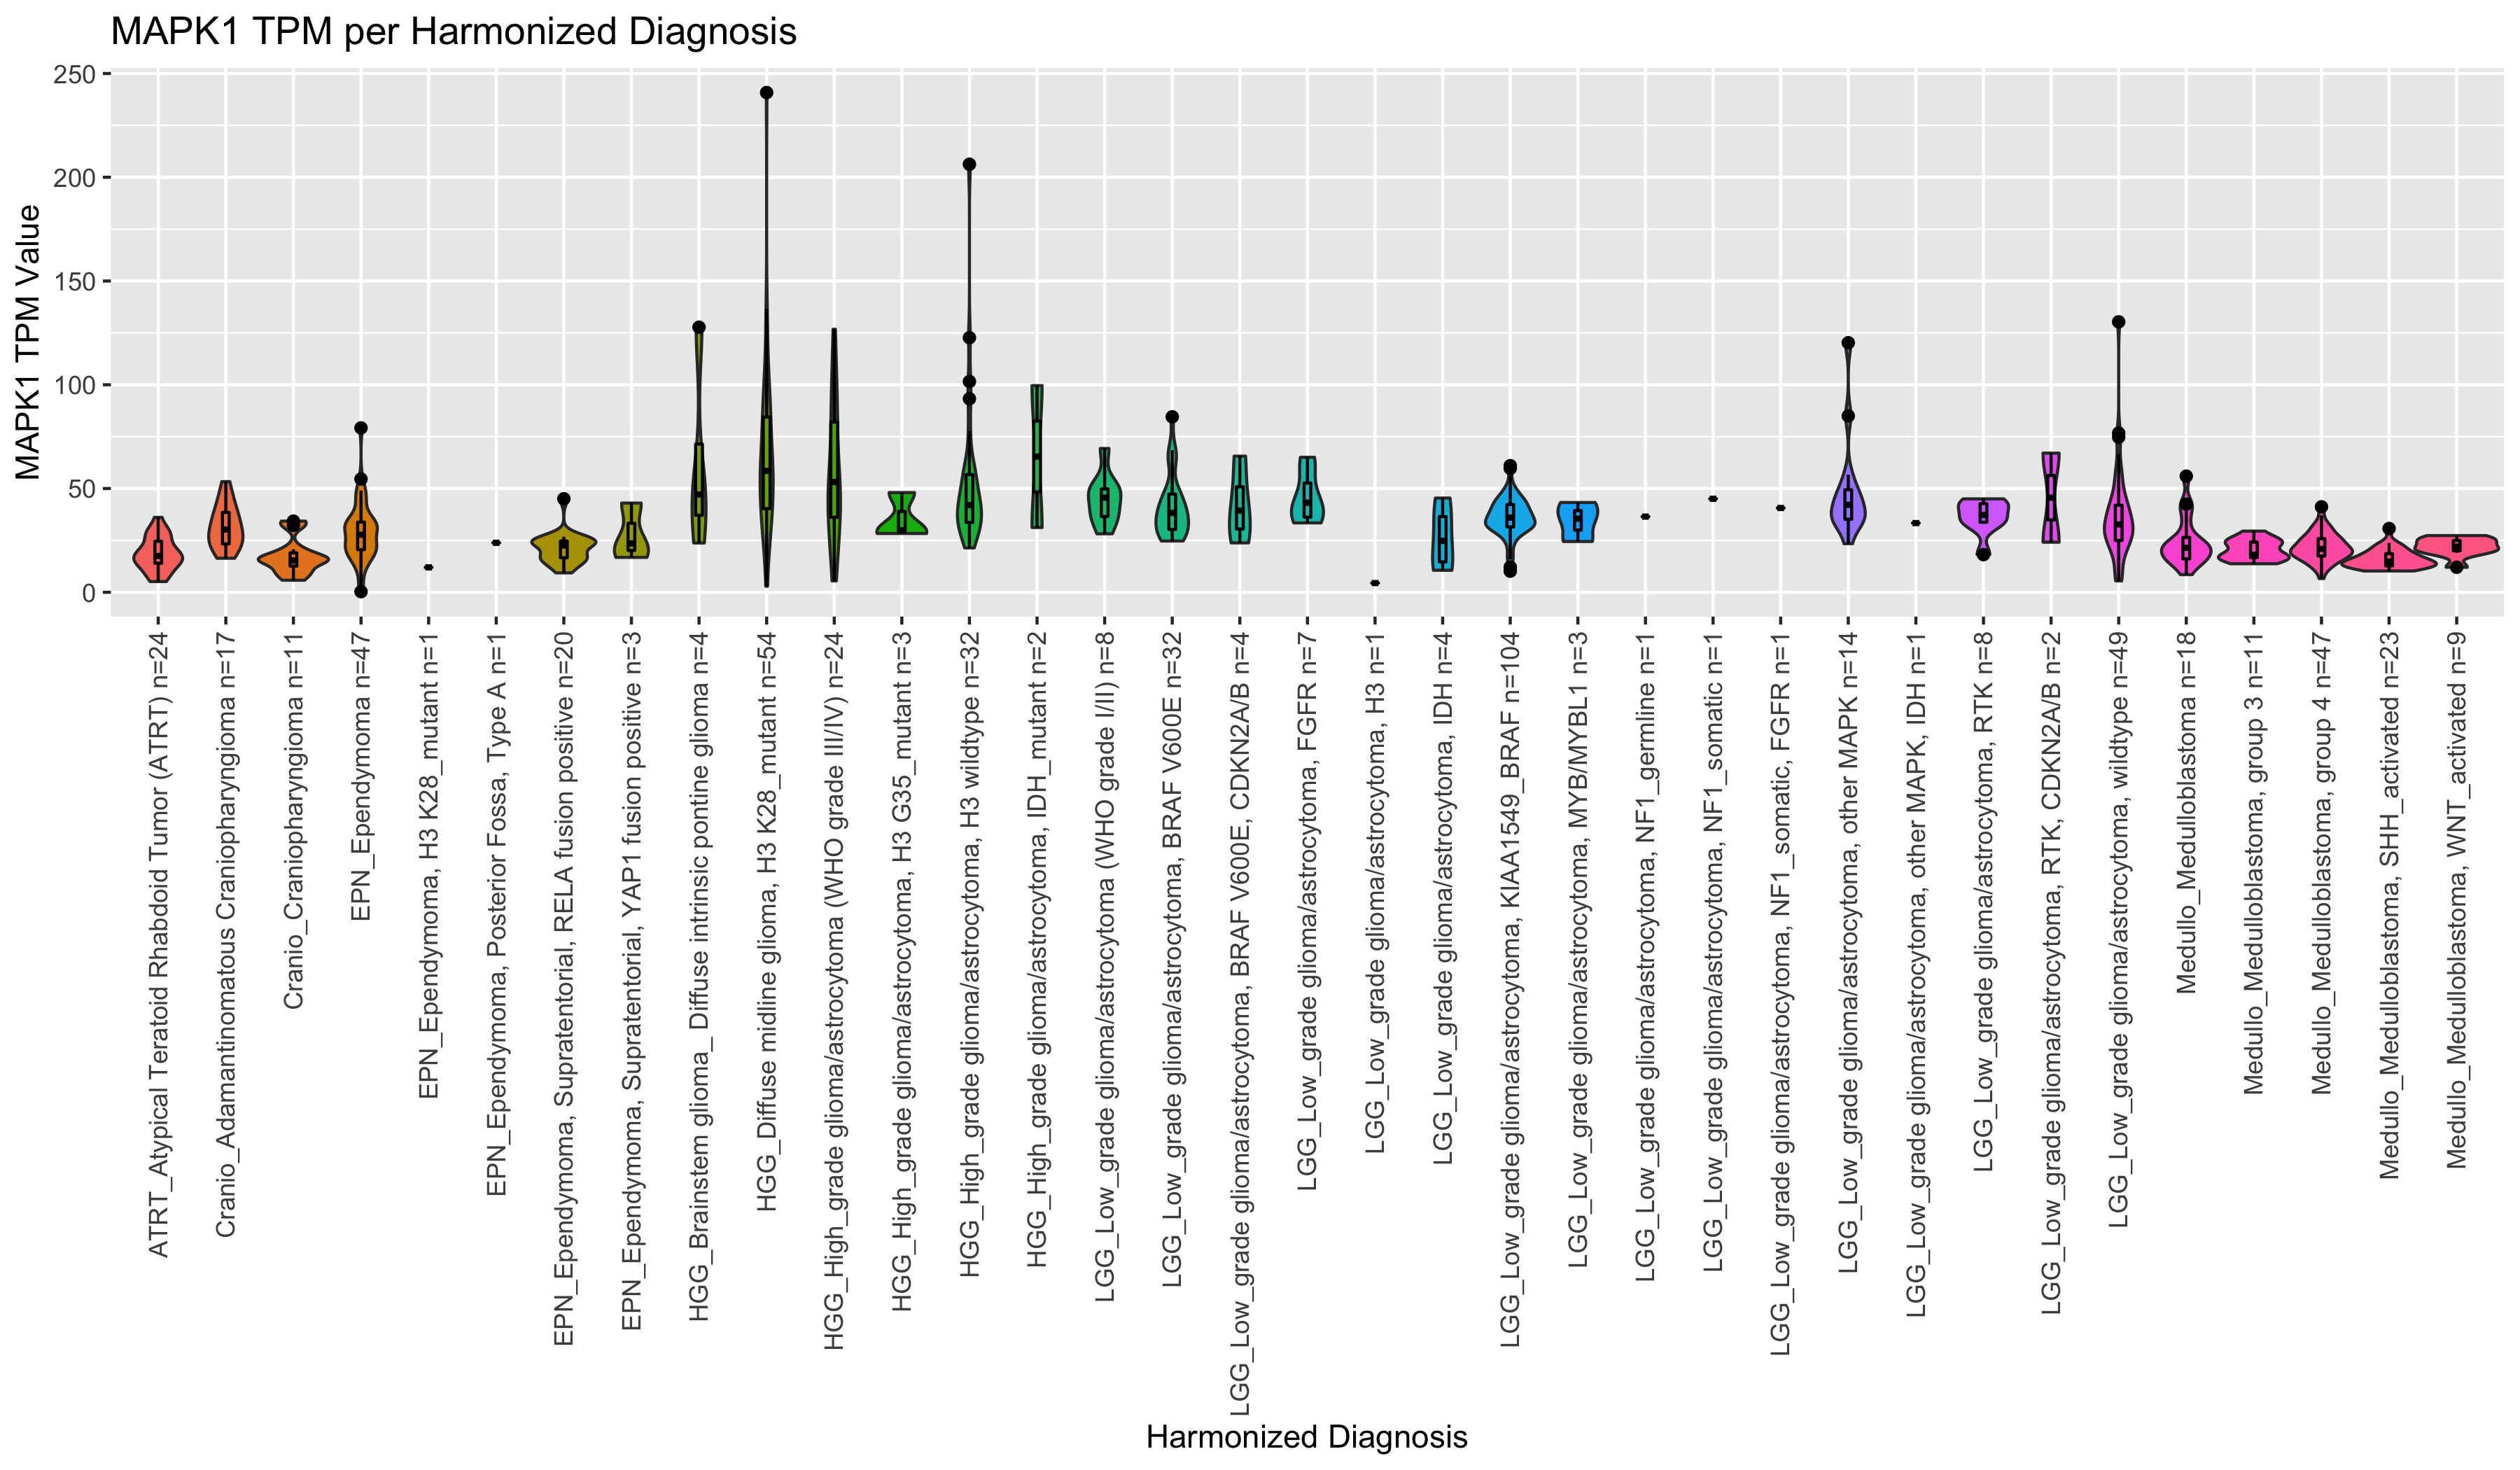 MAPK1 TPM per Harmonized Diagnosis
MAPK1 TPM Value
250
200
150
100
50
0
ATRT_Atypical Teratoid Rhabdoid Tumor (ATRT) n=24
Cranio_Adamantinomatous Craniopharyngioma n=17
Cranio_Craniopharyngioma n=11
EPN_Ependymoma n=47
EPN_Ependymoma, H3 K28_mutant n=1
EPN_Ependymoma, Posterior Fossa, Type A n=1
EPN_Ependymoma, Supratentorial, RELA fusion positive n=20
EPN_Ependymoma, Supratentorial, YAP1 fusion positive n=3
HGG_Brainstem glioma_ Diffuse intrinsic pontine glioma n=4
HGG_Diffuse midline glioma, H3 K28_mutant n=54
HGG_High_grade glioma/astrocytoma (WHO grade III/IV) n=24
HGG_High_grade glioma/astrocytoma, H3 G35_mutant n=3
HGG_High_grade glioma/astrocytoma, H3 wildtype n=32
HGG_High_grade glioma/astrocytoma, IDH_mutant n=2
LGG_Low_grade glioma/astrocytoma (WHO grade I/II) n=8
LGG_Low_grade glioma/astrocytoma, BRAF V600E n=32
LGG_Low_grade glioma/astrocytoma, BRAF V600E, CDKN2A/B n=4
LGG_Low_grade glioma/astrocytoma, FGFR n=7
LGG_Low_grade glioma/astrocytoma, H3 n=1
LGG_Low_grade glioma/astrocytoma, IDH n=4
LGG_Low_grade glioma/astrocytoma, KIAA1549_BRAF n=104
LGG_Low_grade glioma/astrocytoma, MYB/MYBL1 n=3
LGG_Low_grade glioma/astrocytoma, NF1_germline n=1
LGG_Low_grade glioma/astrocytoma, NF1_somatic n=1
LGG_Low_grade glioma/astrocytoma, NF1_somatic, FGFR n=1
LGG_Low_grade glioma/astrocytoma, other MAPK n=14
LGG_Low_grade glioma/astrocytoma, other MAPK, IDH n=1
LGG_Low_grade glioma/astrocytoma, RTK n=8
LGG_Low_grade glioma/astrocytoma, RTK, CDKN2A/B n=2
LGG_Low_grade glioma/astrocytoma, wildtype n=49
Medullo_Medulloblastoma n=18
Medullo_Medulloblastoma, group 3 n=11
Medullo_Medulloblastoma, group 4 n=47
Medullo_Medulloblastoma, SHH_activated n=23
Medullo_Medulloblastoma, WNT_activated n=9
Harmonized Diagnosis